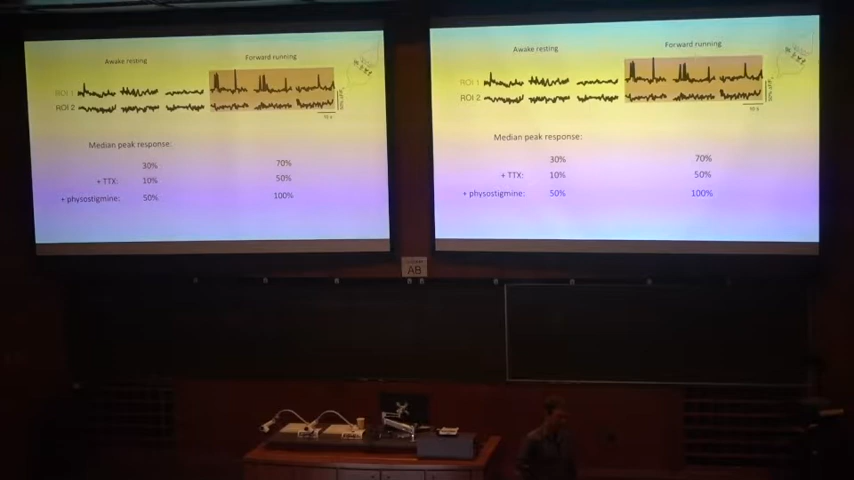 Awake resting Forward running
ROI 1
ROI 2
10 s
Median peak response:
30% 70%
+ TTX: 10% 50%
+ physostigmine: 50% 100%
Awake resting Forward running
ROI 1
ROI 2
10 s
Median peak response:
30% 70%
+ TTX: 10% 50%
+ physostigmine: 50% 100%
AB